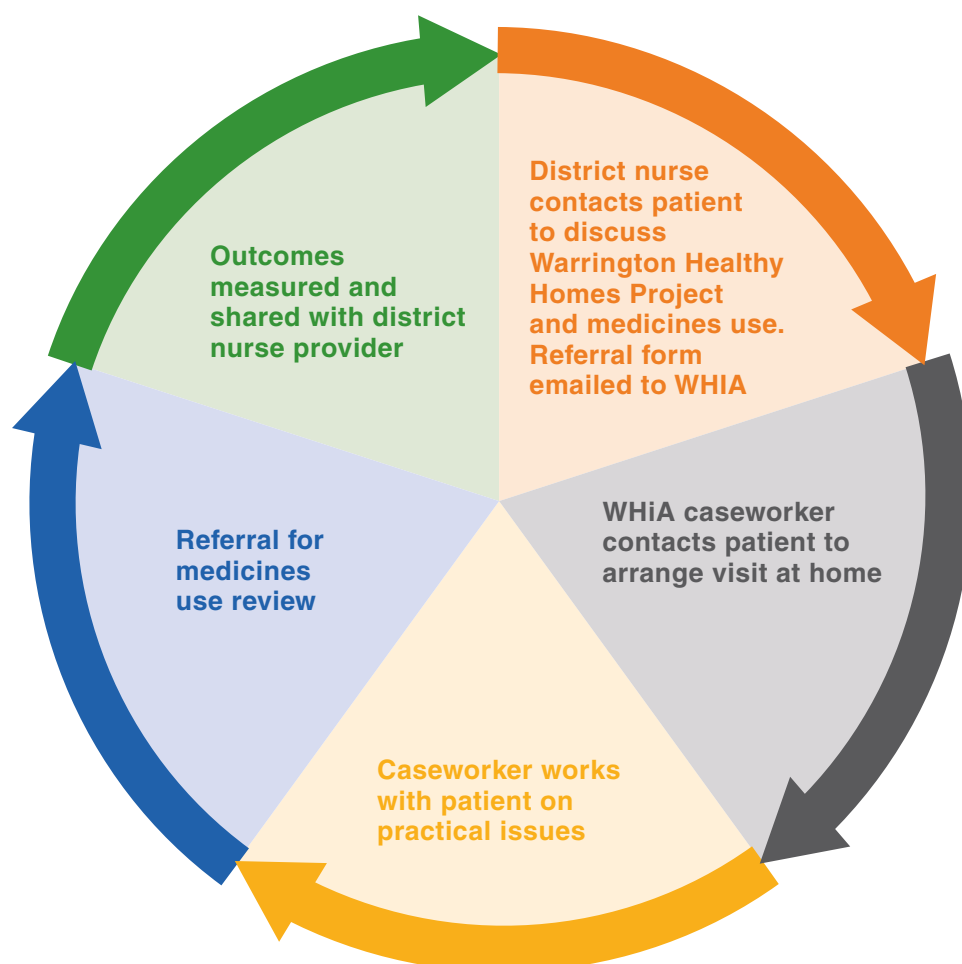 District nurse
contacts patient
to discuss
Warrington Healthy
Homes Project
and medicines use.
Referral form
emailed to WHIA
WHiA caseworker
contacts patient to
arrange visit at home
Caseworker works
with patient on
practical issues
Referral for
medicines
use review
Outcomes
measured and
shared with district
nurse provider